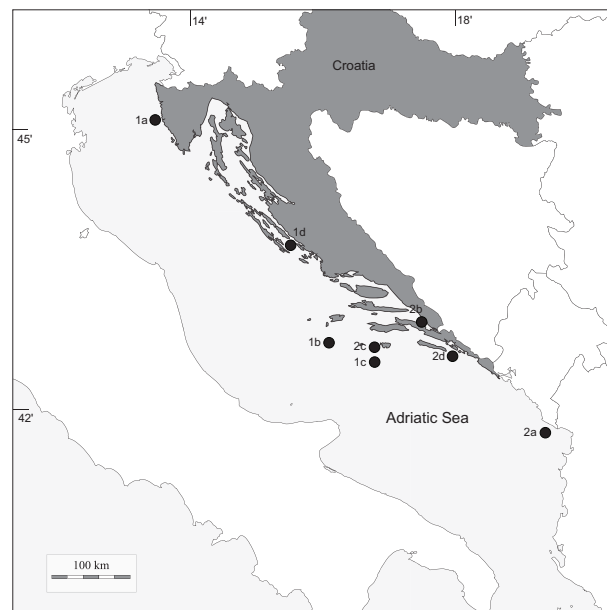 14'
18'
Croatia
1a
45'
1d
2b
1b
2c
1c
2d
42'
Adriatic Sea
2a
100 km